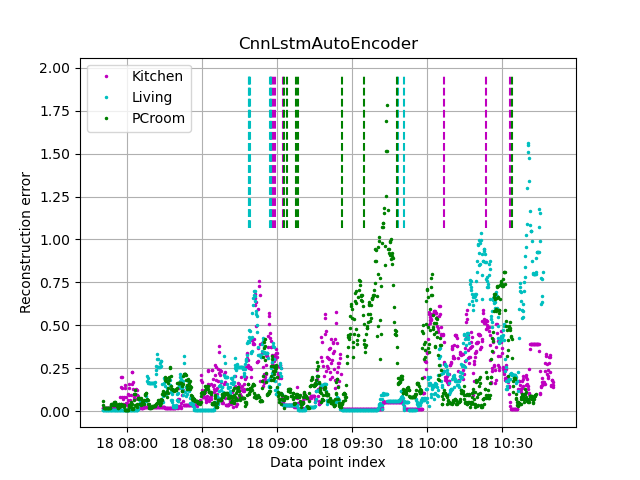 CnnLstmAutoEncoder
Kitchen
Living
PCroom
Reconstruction error
2.00
1.75
1.50
1.25
1.00
0.75
0.50
0.25
0.00
18 08:00 18 08:30 18 09:00 18 09:30 18 10:00 18 10:30
Data point index